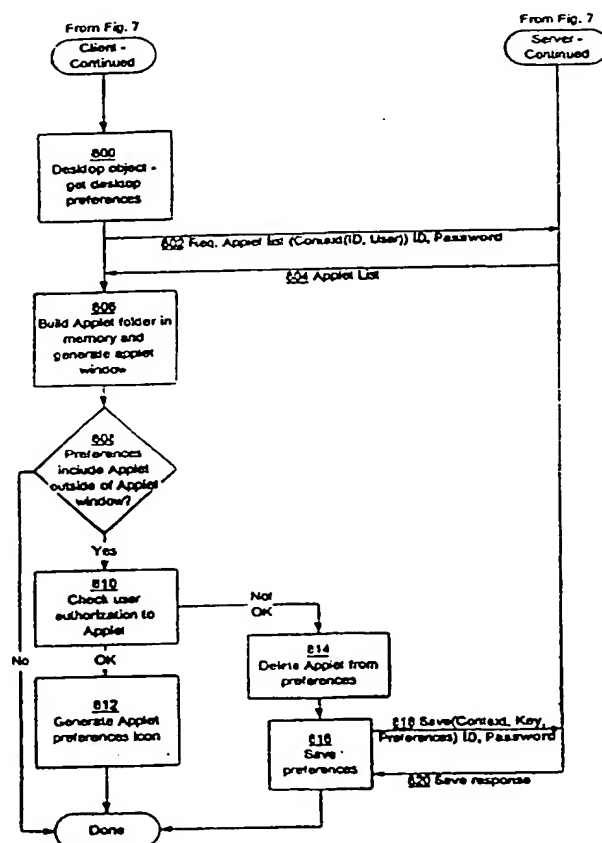 From Fig. 7
Client -
Continued
From Fig. 7
Server -
Continued
800
Desktop object -
get desktop
preferences
802 Req. Applet list (Context(ID, User)) ID, Password
804 Applet List
806
Build Applet folder in
memory and
generate applet
window
808
Preferences
include Applet
outside of Applet
window?
Yes
No
810
Check user
authorization to
Applet
Not
OK
OK
814
Delete Applet from
preferences
812
Generate Applet
preferences Icon
816
Save
preferences
818 Save(Context, Key,
Preferences) ID, Password
820 Save response
Done